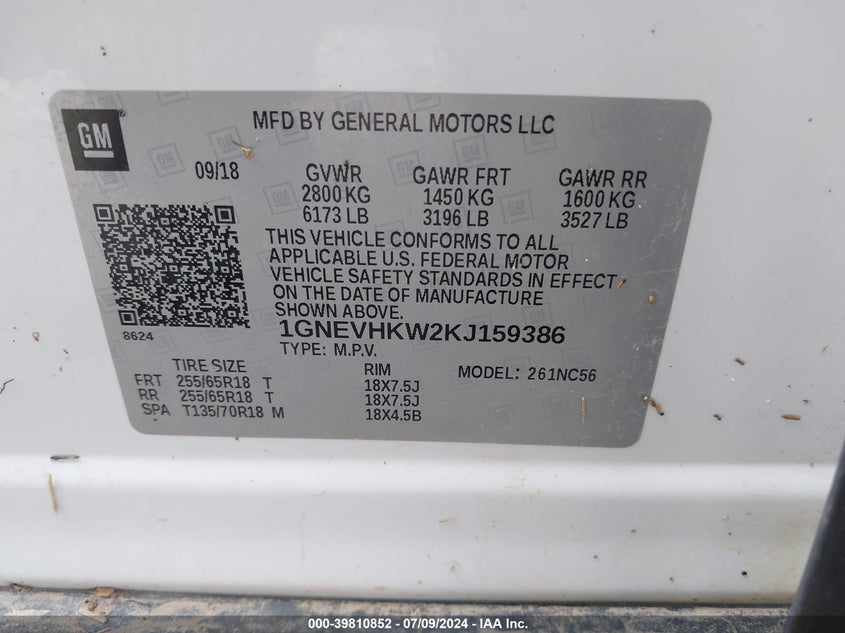 GM
MFD BY GENERAL MOTORS LLC
09/18 GVWR GAWR FRT GAWR RR
2800 KG 1450 KG 1600 KG
6173 LB 3196 LB 3527 LB
THIS VEHICLE CONFORMS TO ALL
APPLICABLE U.S. FEDERAL MOTOR
VEHICLE SAFETY STANDARDS IN EFFECT
ON THE DATE OF MANUFACTURE
SHOWN ABOVE.
8624
1GNEVHKW2KJ159386
TYPE: M.P.V.
TIRE SIZE RIM MODEL: 261NC56
FRT 255/65R18 T 18X7.5J
RR 255/65R18 T 18X7.5J
SPA T135/70R18 M 18X4.5B
000-39810852 - 07/09/2024 - IAAI.COM